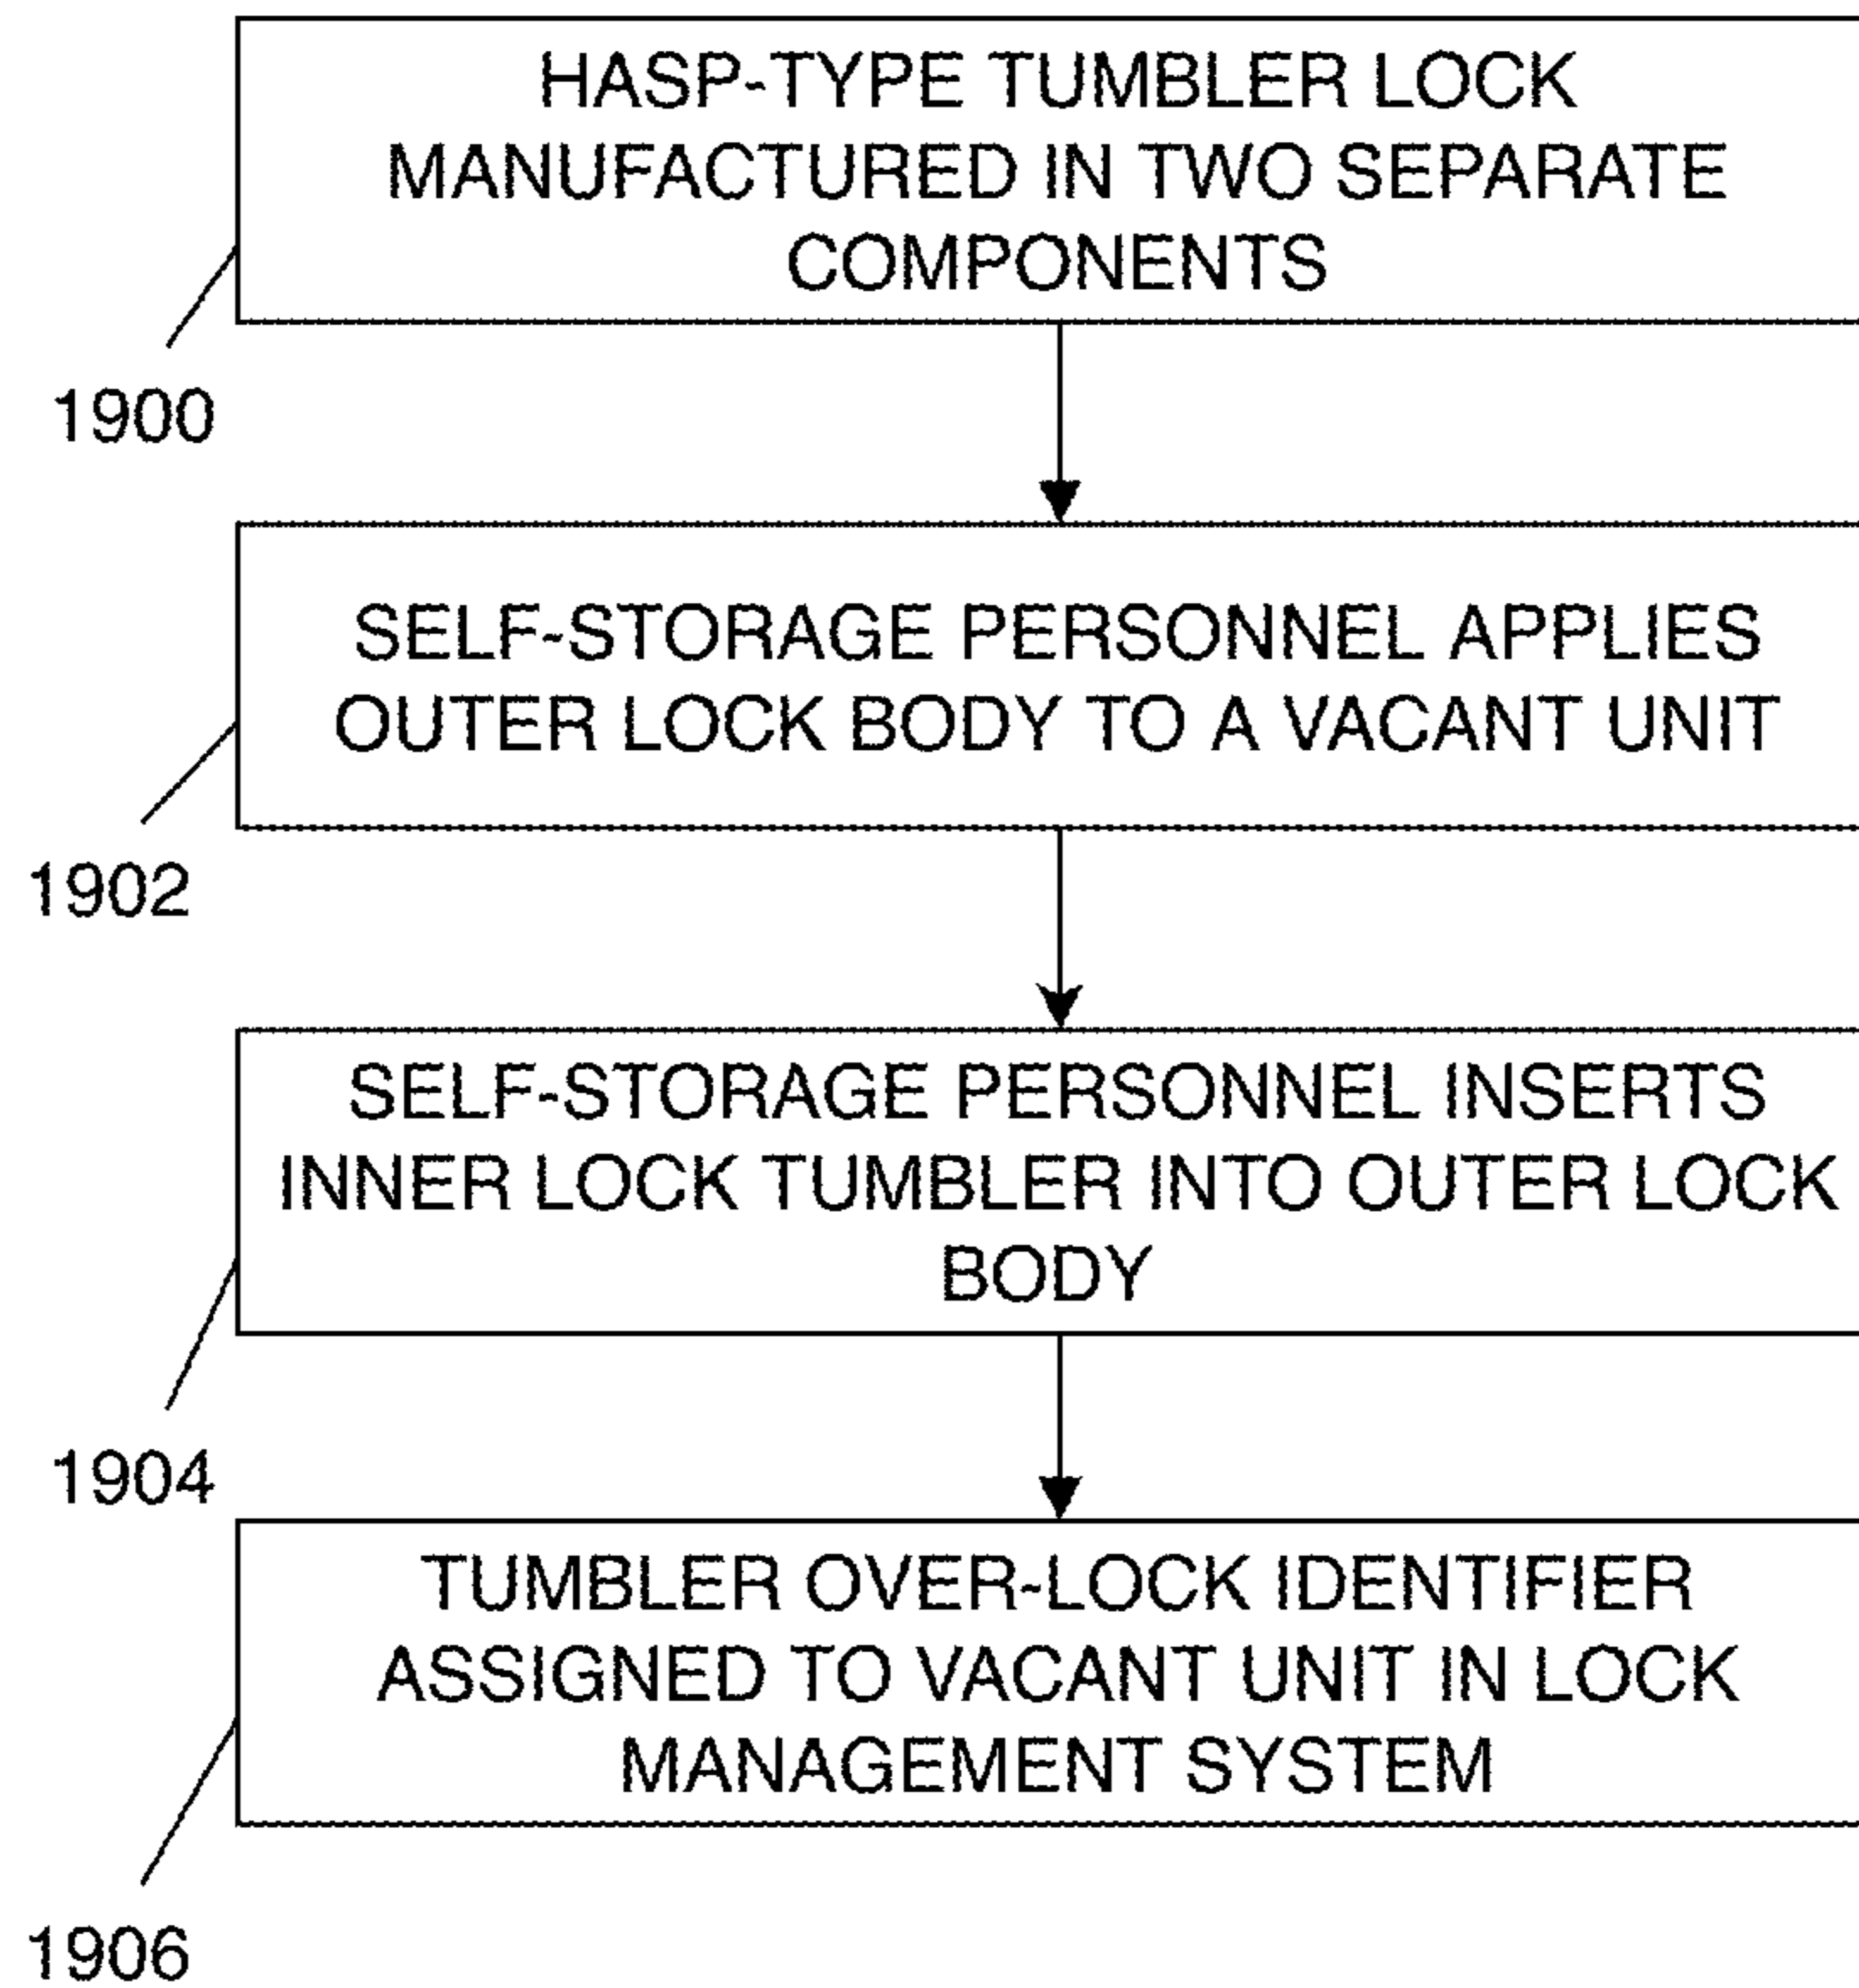 HASP-TYPE TUMBLER LOCK
MANUFACTURED IN TWO SEPARATE
COMPONENTS
1900
SELF-STORAGE PERSONNEL APPLIES
OUTER LOCK BODY TO A VACANT UNIT
1902
SELF-STORAGE PERSONNEL INSERTS
INNER LOCK TUMBLER INTO OUTER LOCK
BODY
1904
TUMBLER OVER-LOCK IDENTIFIER
ASSIGNED TO VACANT UNIT IN LOCK
MANAGEMENT SYSTEM
1906